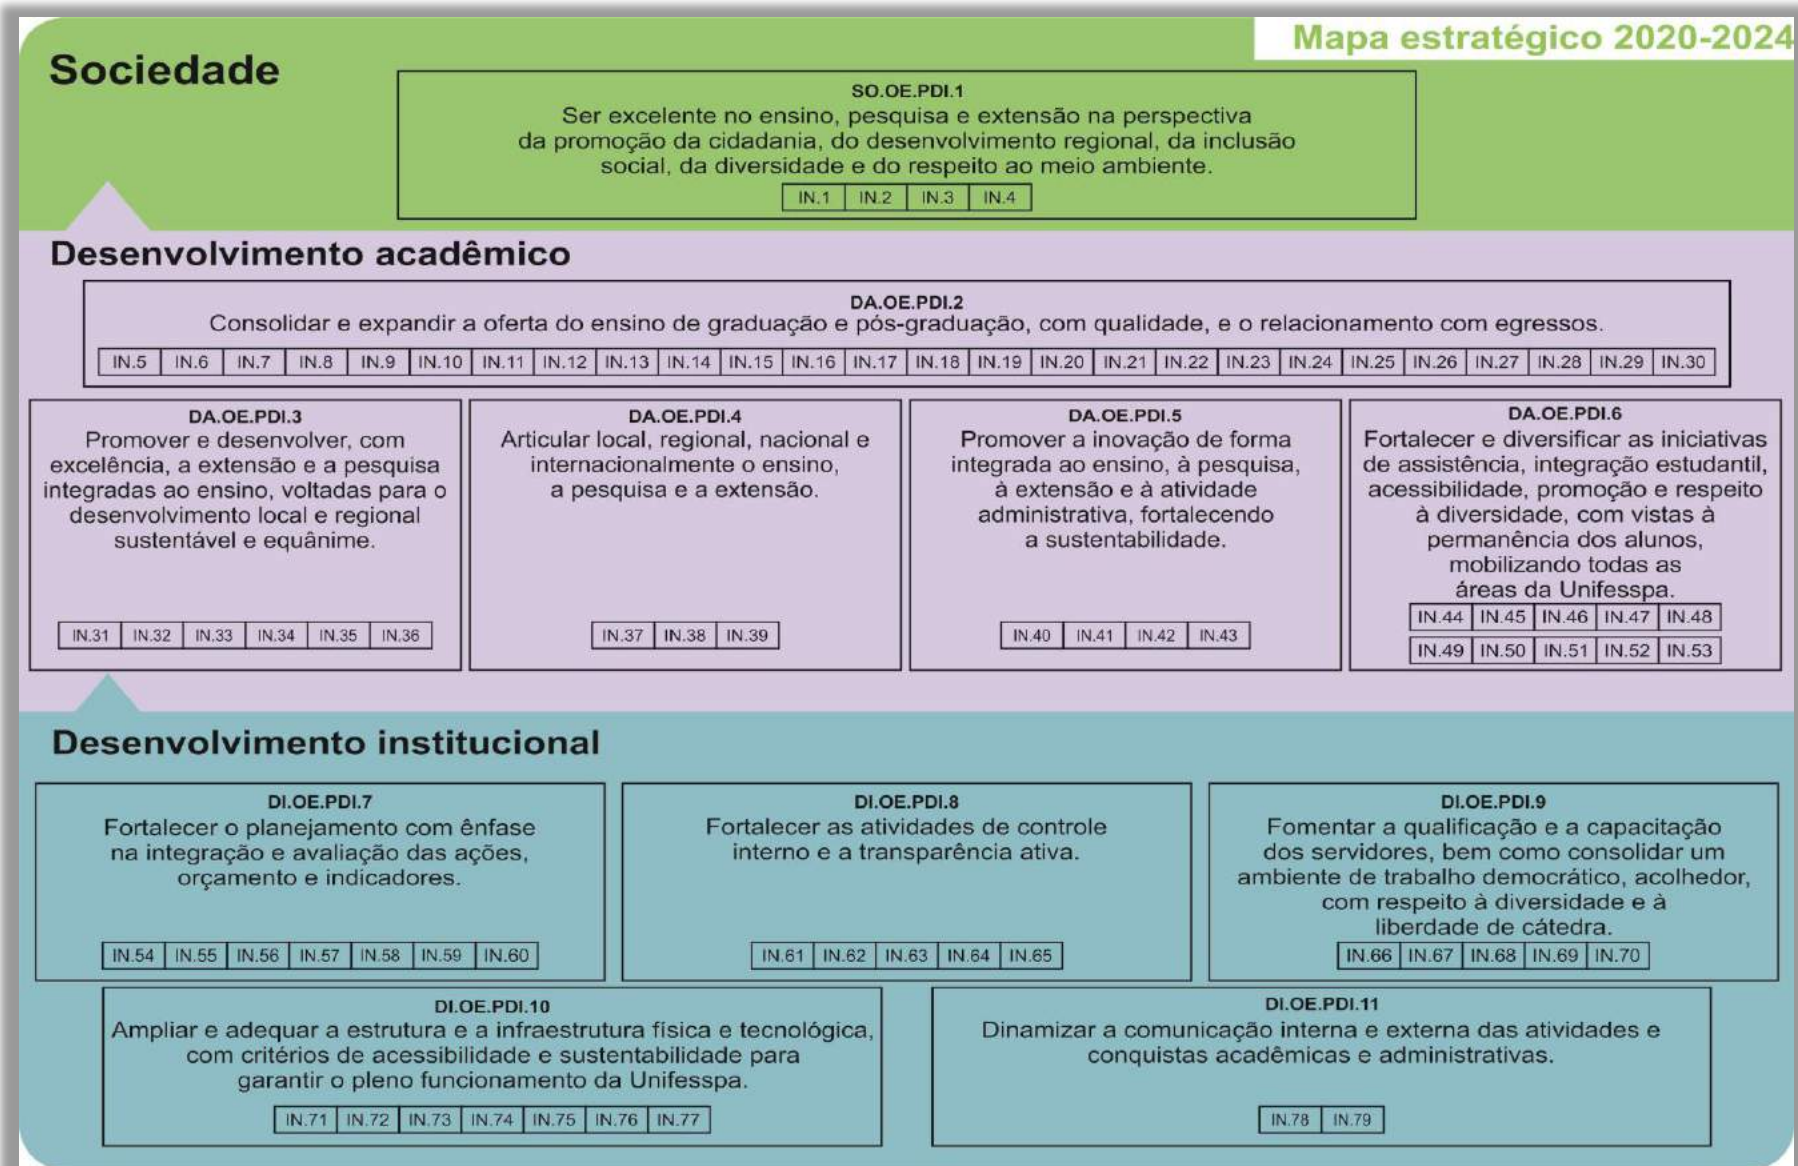 Mapa estratégico 2020-2024
Sociedade
SO.OE.PDI.1
Ser excelente no ensino, pesquisa e extensão na perspectiva
da promoção da cidadania, do desenvolvimento regional, da inclusão
social, da diversidade e do respeito ao meio ambiente.
IN.1 IN.2 IN.3 IN.4
Desenvolvimento acadêmico
DA.OE.PDI.2
Consolidar e expandir a oferta do ensino de graduação e pós-graduação, com qualidade, e o relacionamento com egressos.
IN.5 IN.6 IN.7 IN.8 IN.9 IN.10 IN.11 IN.12 IN.13 IN.14 IN.15 IN.16 IN.17 IN.18 IN.19 IN.20 IN.21 IN.22 IN.23 IN.24 IN.25 IN.26 IN.27 IN.28 IN.29 IN.30
DA.OE.PDI.3
Promover e desenvolver, com
excelência, a extensão e a pesquisa
integradas ao ensino, voltadas para o
desenvolvimento local e regional
sustentável e equânime.
IN.31 IN.32 IN.33 IN.34 IN.35 IN.36
DA.OE.PDI.4
Articular local, regional, nacional e
internacionalmente o ensino,
a pesquisa e a extensão.
IN.37 IN.38 IN.39
DA.OE.PDI.5
Promover a inovação de forma
integrada ao ensino, à pesquisa,
à extensão e à atividade
administrativa, fortalecendo
a sustentabilidade.
IN.40 IN.41 IN.42 IN.43
DA.OE.PDI.6
Fortalecer e diversificar as iniciativas
de assistência, integração estudantil,
acessibilidade, promoção e respeito
à diversidade, com vistas à
permanência dos alunos,
mobilizando todas as
áreas da Unifesspa.
IN.44 IN.45 IN.46 IN.47 IN.48
IN.49 IN.50 IN.51 IN.52 IN.53
Desenvolvimento institucional
DI.OE.PDI.7
Fortalecer o planejamento com ênfase
na integração e avaliação das ações,
orçamento e indicadores.
IN.54 IN.55 IN.56 IN.57 IN.58 IN.59 IN.60
DI.OE.PDI.8
Fortalecer as atividades de controle
interno e a transparência ativa.
IN.61 IN.62 IN.63 IN.64 IN.65
DI.OE.PDI.9
Fomentar a qualificação e a capacitação
dos servidores, bem como consolidar um
ambiente de trabalho democrático, acolhedor,
com respeito à diversidade e à
liberdade de cátedra.
IN.66 IN.67 IN.68 IN.69 IN.70
DI.OE.PDI.10
Ampliar e adequar a estrutura e a infraestrutura física e tecnológica,
com critérios de acessibilidade e sustentabilidade para
garantir o pleno funcionamento da Unifesspa.
IN.71 IN.72 IN.73 IN.74 IN.75 IN.76 IN.77
DI.OE.PDI.11
Dinamizar a comunicação interna e externa das atividades e
conquistas acadêmicas e administrativas.
IN.78 IN.79